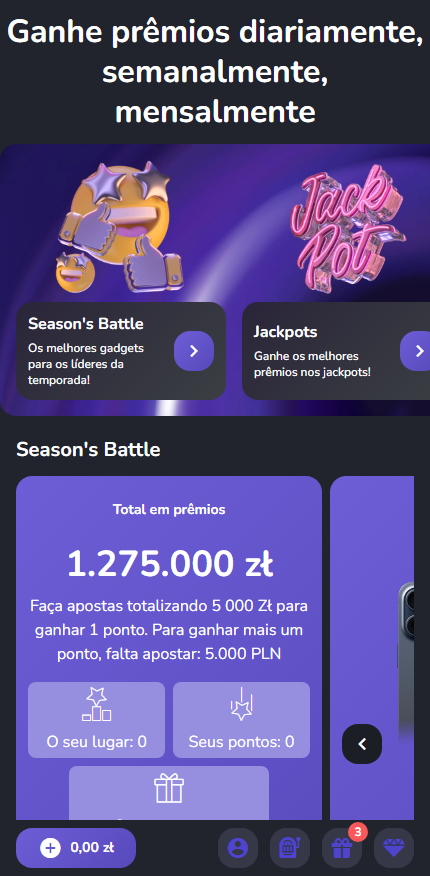 Ganhe prêmios diariamente,
semanalmente,
mensalmente
Jack
Pot
Season's Battle
Os melhores gadgets
para os líderes da
temporada!
Jackpots
Ganhe os melhores
prêmios nos jackpots!
Season's Battle
Total em prêmios
1.275.000 zł
Faça apostas totalizando 5 000 Zł para
ganhar 1 ponto. Para ganhar mais um
ponto, falta apostar: 5.000 PLN
O seu lugar: 0
Seus pontos: 0
0,00 zł
3